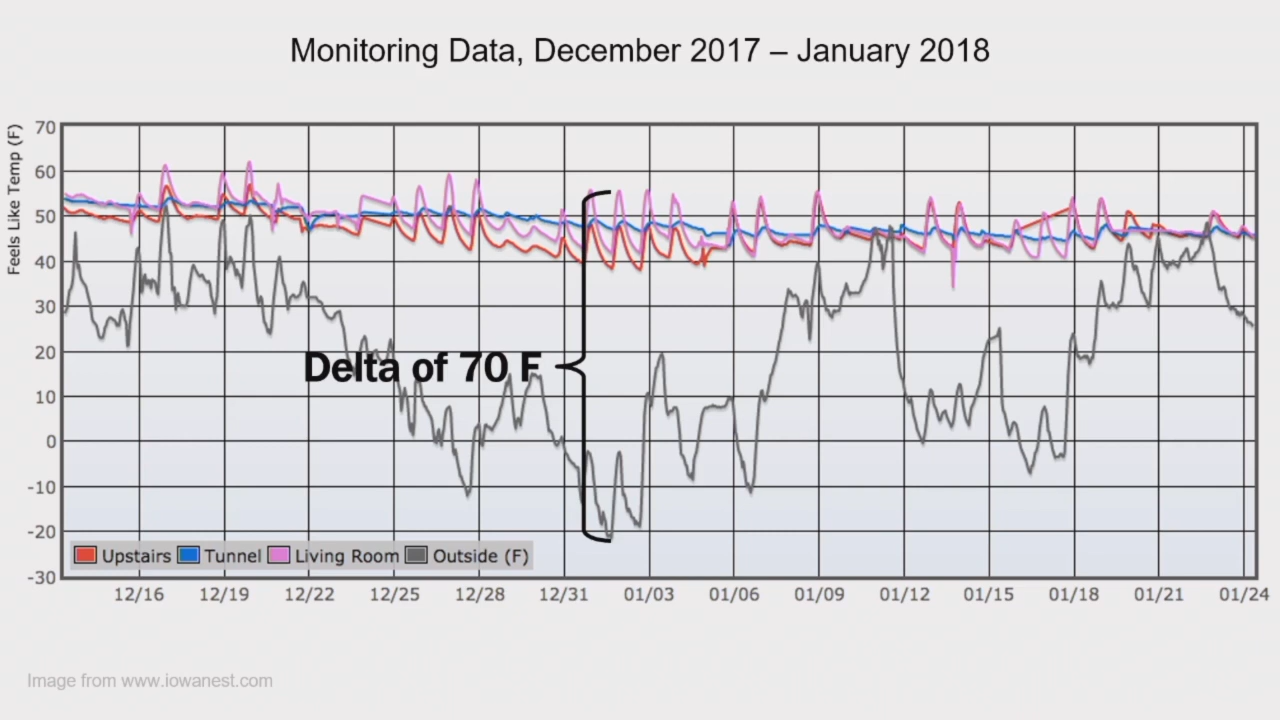 Monitoring Data, December 2017 – January 2018
Feels Like Temp (F)
70
60
50
40
30
20
10
0
-10
-20
-30
Delta of 70 F
Upstairs Tunnel Living Room Outside (F)
12/16 12/19 12/22 12/25 12/28 12/31 01/03 01/06 01/09 01/12 01/15 01/18 01/21 01/24
Image from www.iowanest.com